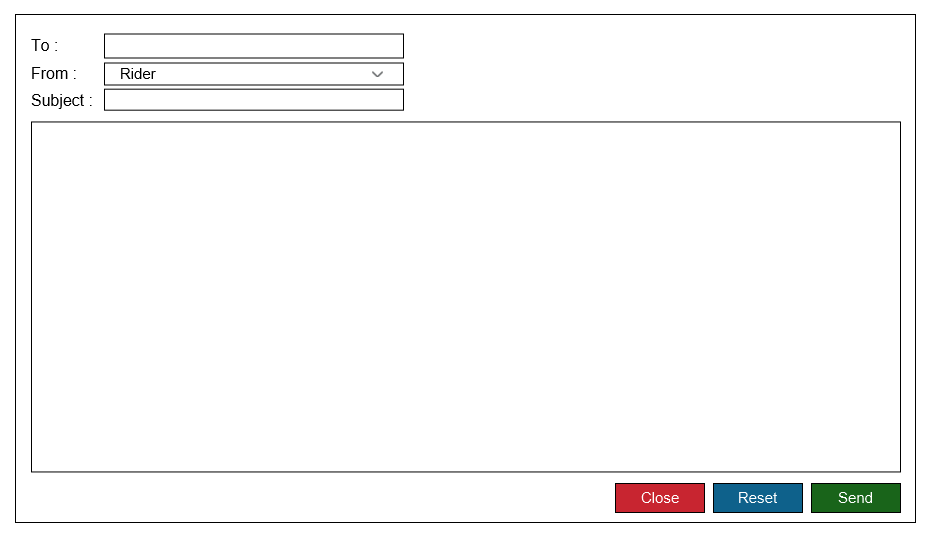 To :
From : Rider
Subject :
Close Reset Send